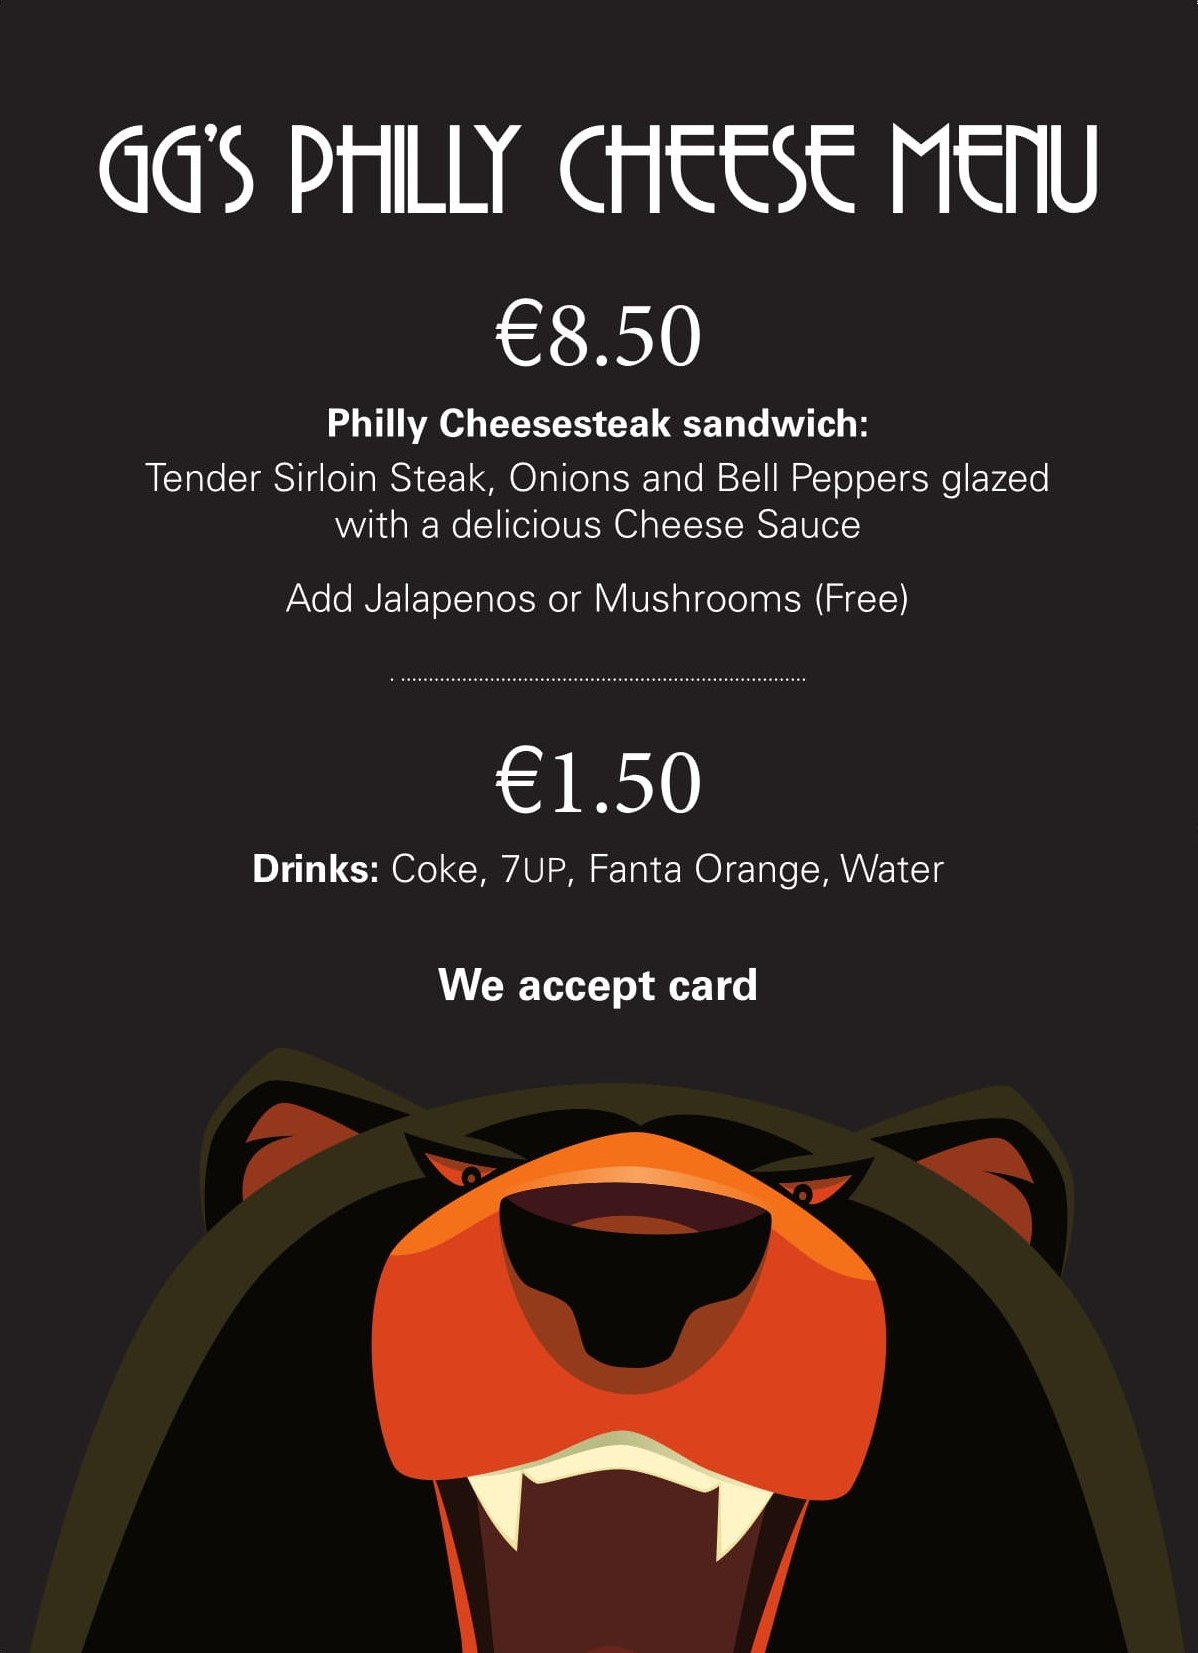 GG'S PHILLY CHEESE MENU
€8.50
Philly Cheesesteak sandwich:
Tender Sirloin Steak, Onions and Bell Peppers glazed
with a delicious Cheese Sauce
Add Jalapenos or Mushrooms (Free)
€1.50
Drinks: Coke, 7UP, Fanta Orange, Water
We accept card